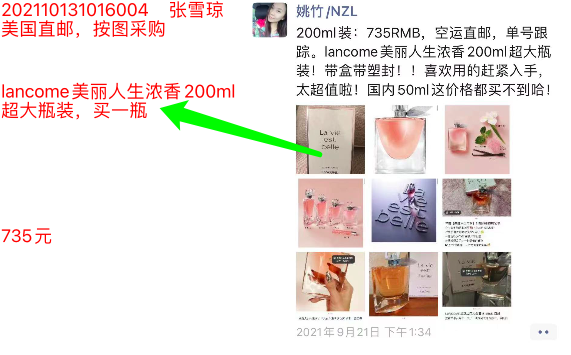 202110131016004 张雪琼
美国直邮，按图采购
lancome美丽人生浓香200ml
超大瓶装，买一瓶
735元
姚竹/NZL
200ml装：735RMB，空运直邮，单号跟
踪。lancome美丽人生浓香200ml超大瓶
装！带盒带塑封！！喜欢用的赶紧入手，
太超值啦！国内50ml这价格都买不到哈！
La vie
est
belle
2021年9月21日 下午1:34